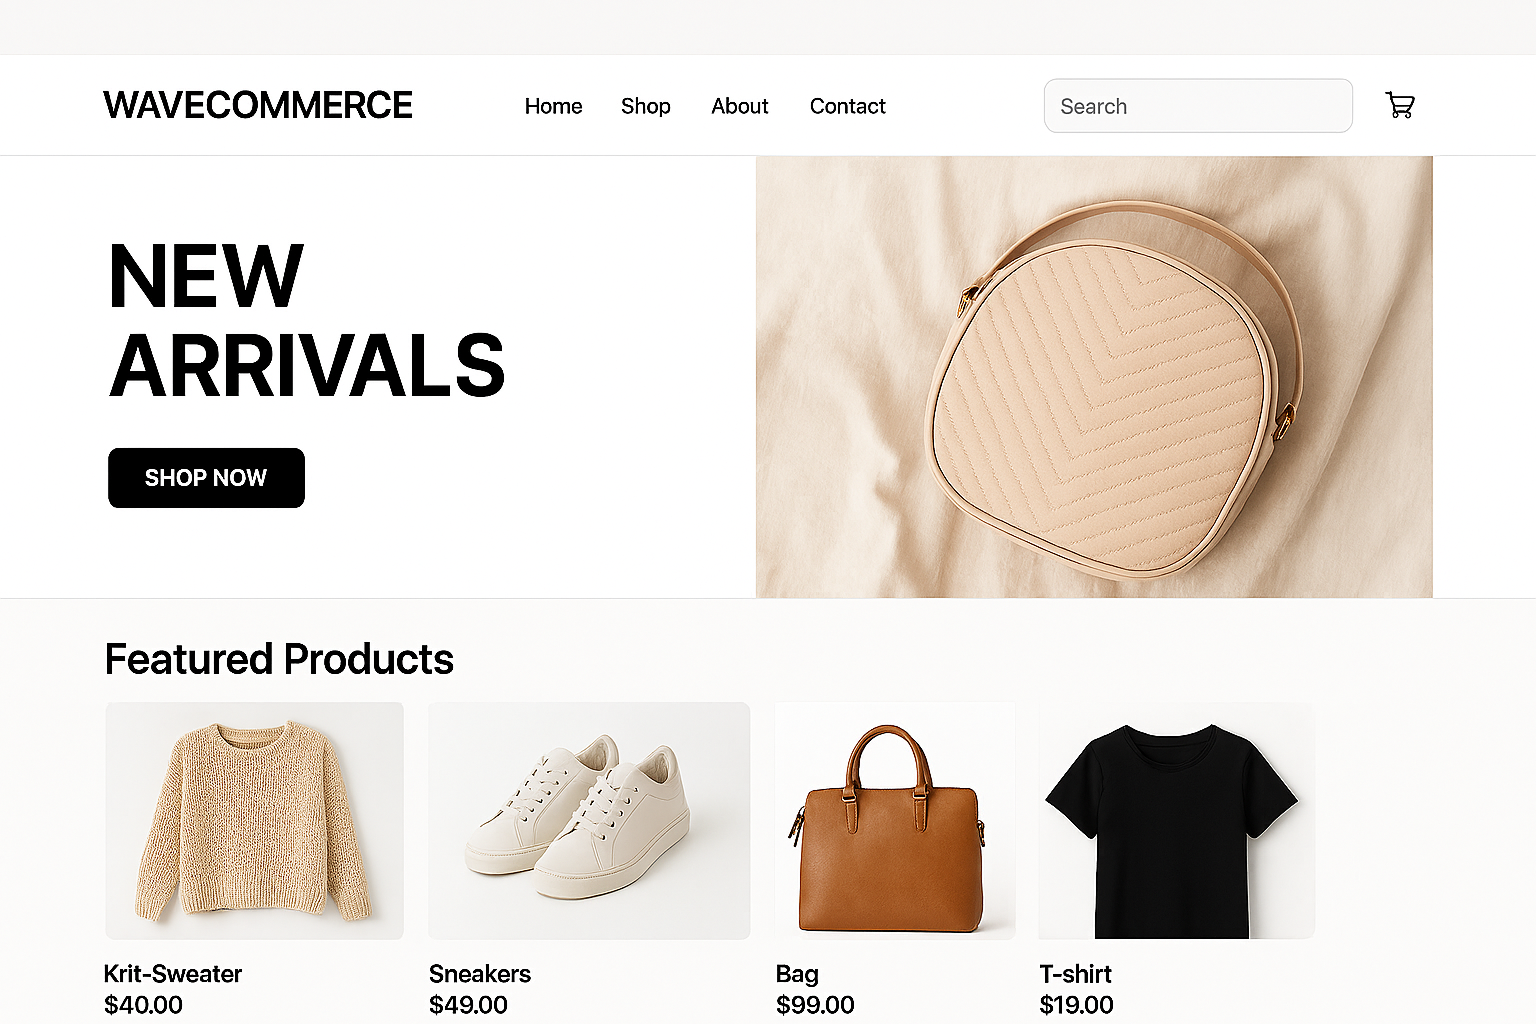 WAVECOMMERCE
Home Shop About Contact
Search
NEW
ARRIVALS
SHOP NOW
Featured Products
Krit-Sweater
$40.00
Sneakers
$49.00
Bag
$99.00
T-shirt
$19.00